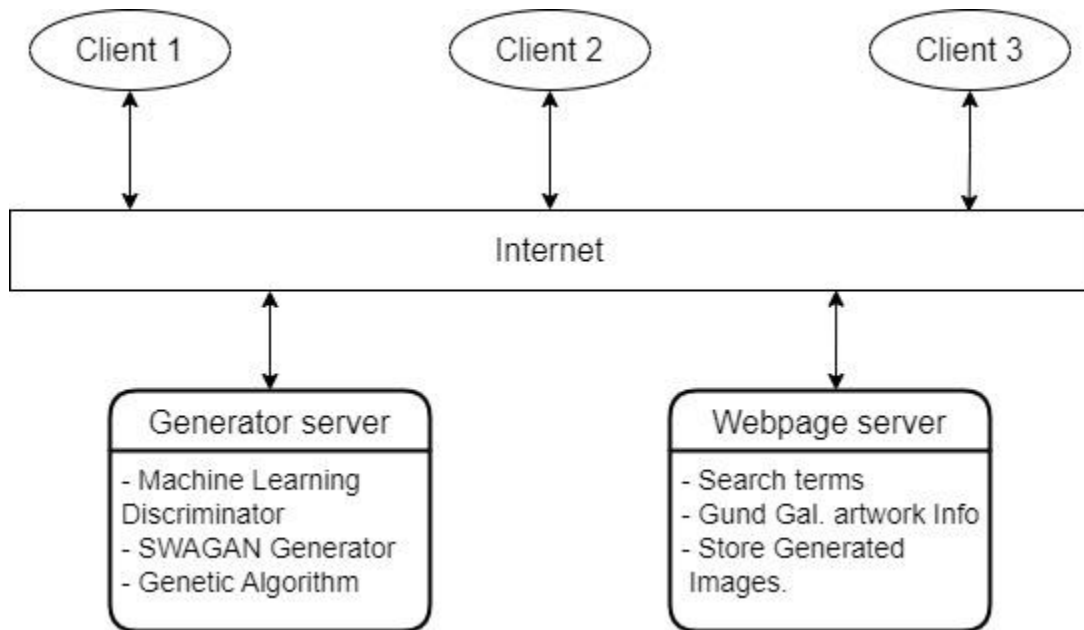 Client 1
Client 2
Client 3
Internet
Generator server
- Machine Learning
Discriminator
- SWAGAN Generator
- Genetic Algorithm
Webpage server
- Search terms
- Gund Gal. artwork Info
- Store Generated
Images.